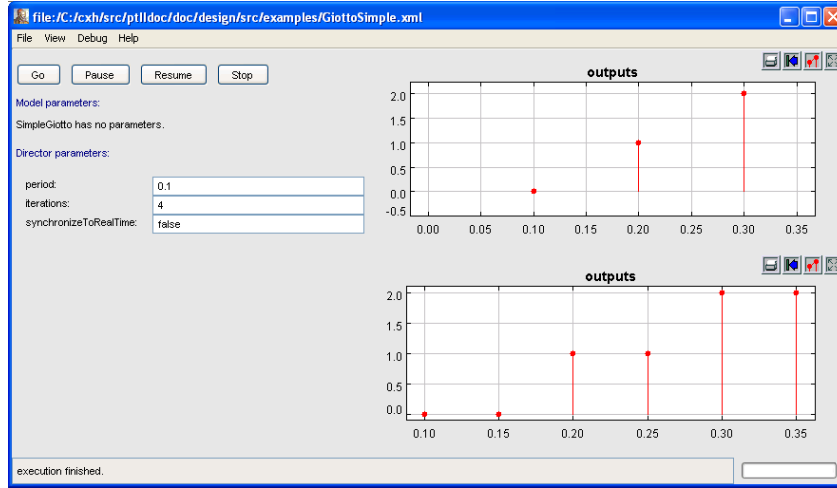 file:/C:/cxh/src/ptIIdoc/doc/design/src/examples/GiottoSimple.xml
File View Debug Help
Go Pause Resume Stop
Model parameters:
SimpleGiotto has no parameters.
Director parameters:
period: 0.1
iterations: 4
synchronizeToRealTime: false
outputs
2.0
1.5
1.0
0.5
0.0
-0.5
0.00 0.05 0.10 0.15 0.20 0.25 0.30 0.35
outputs
2.0
1.5
1.0
0.5
0.0
0.10 0.15 0.20 0.25 0.30 0.35
execution finished.